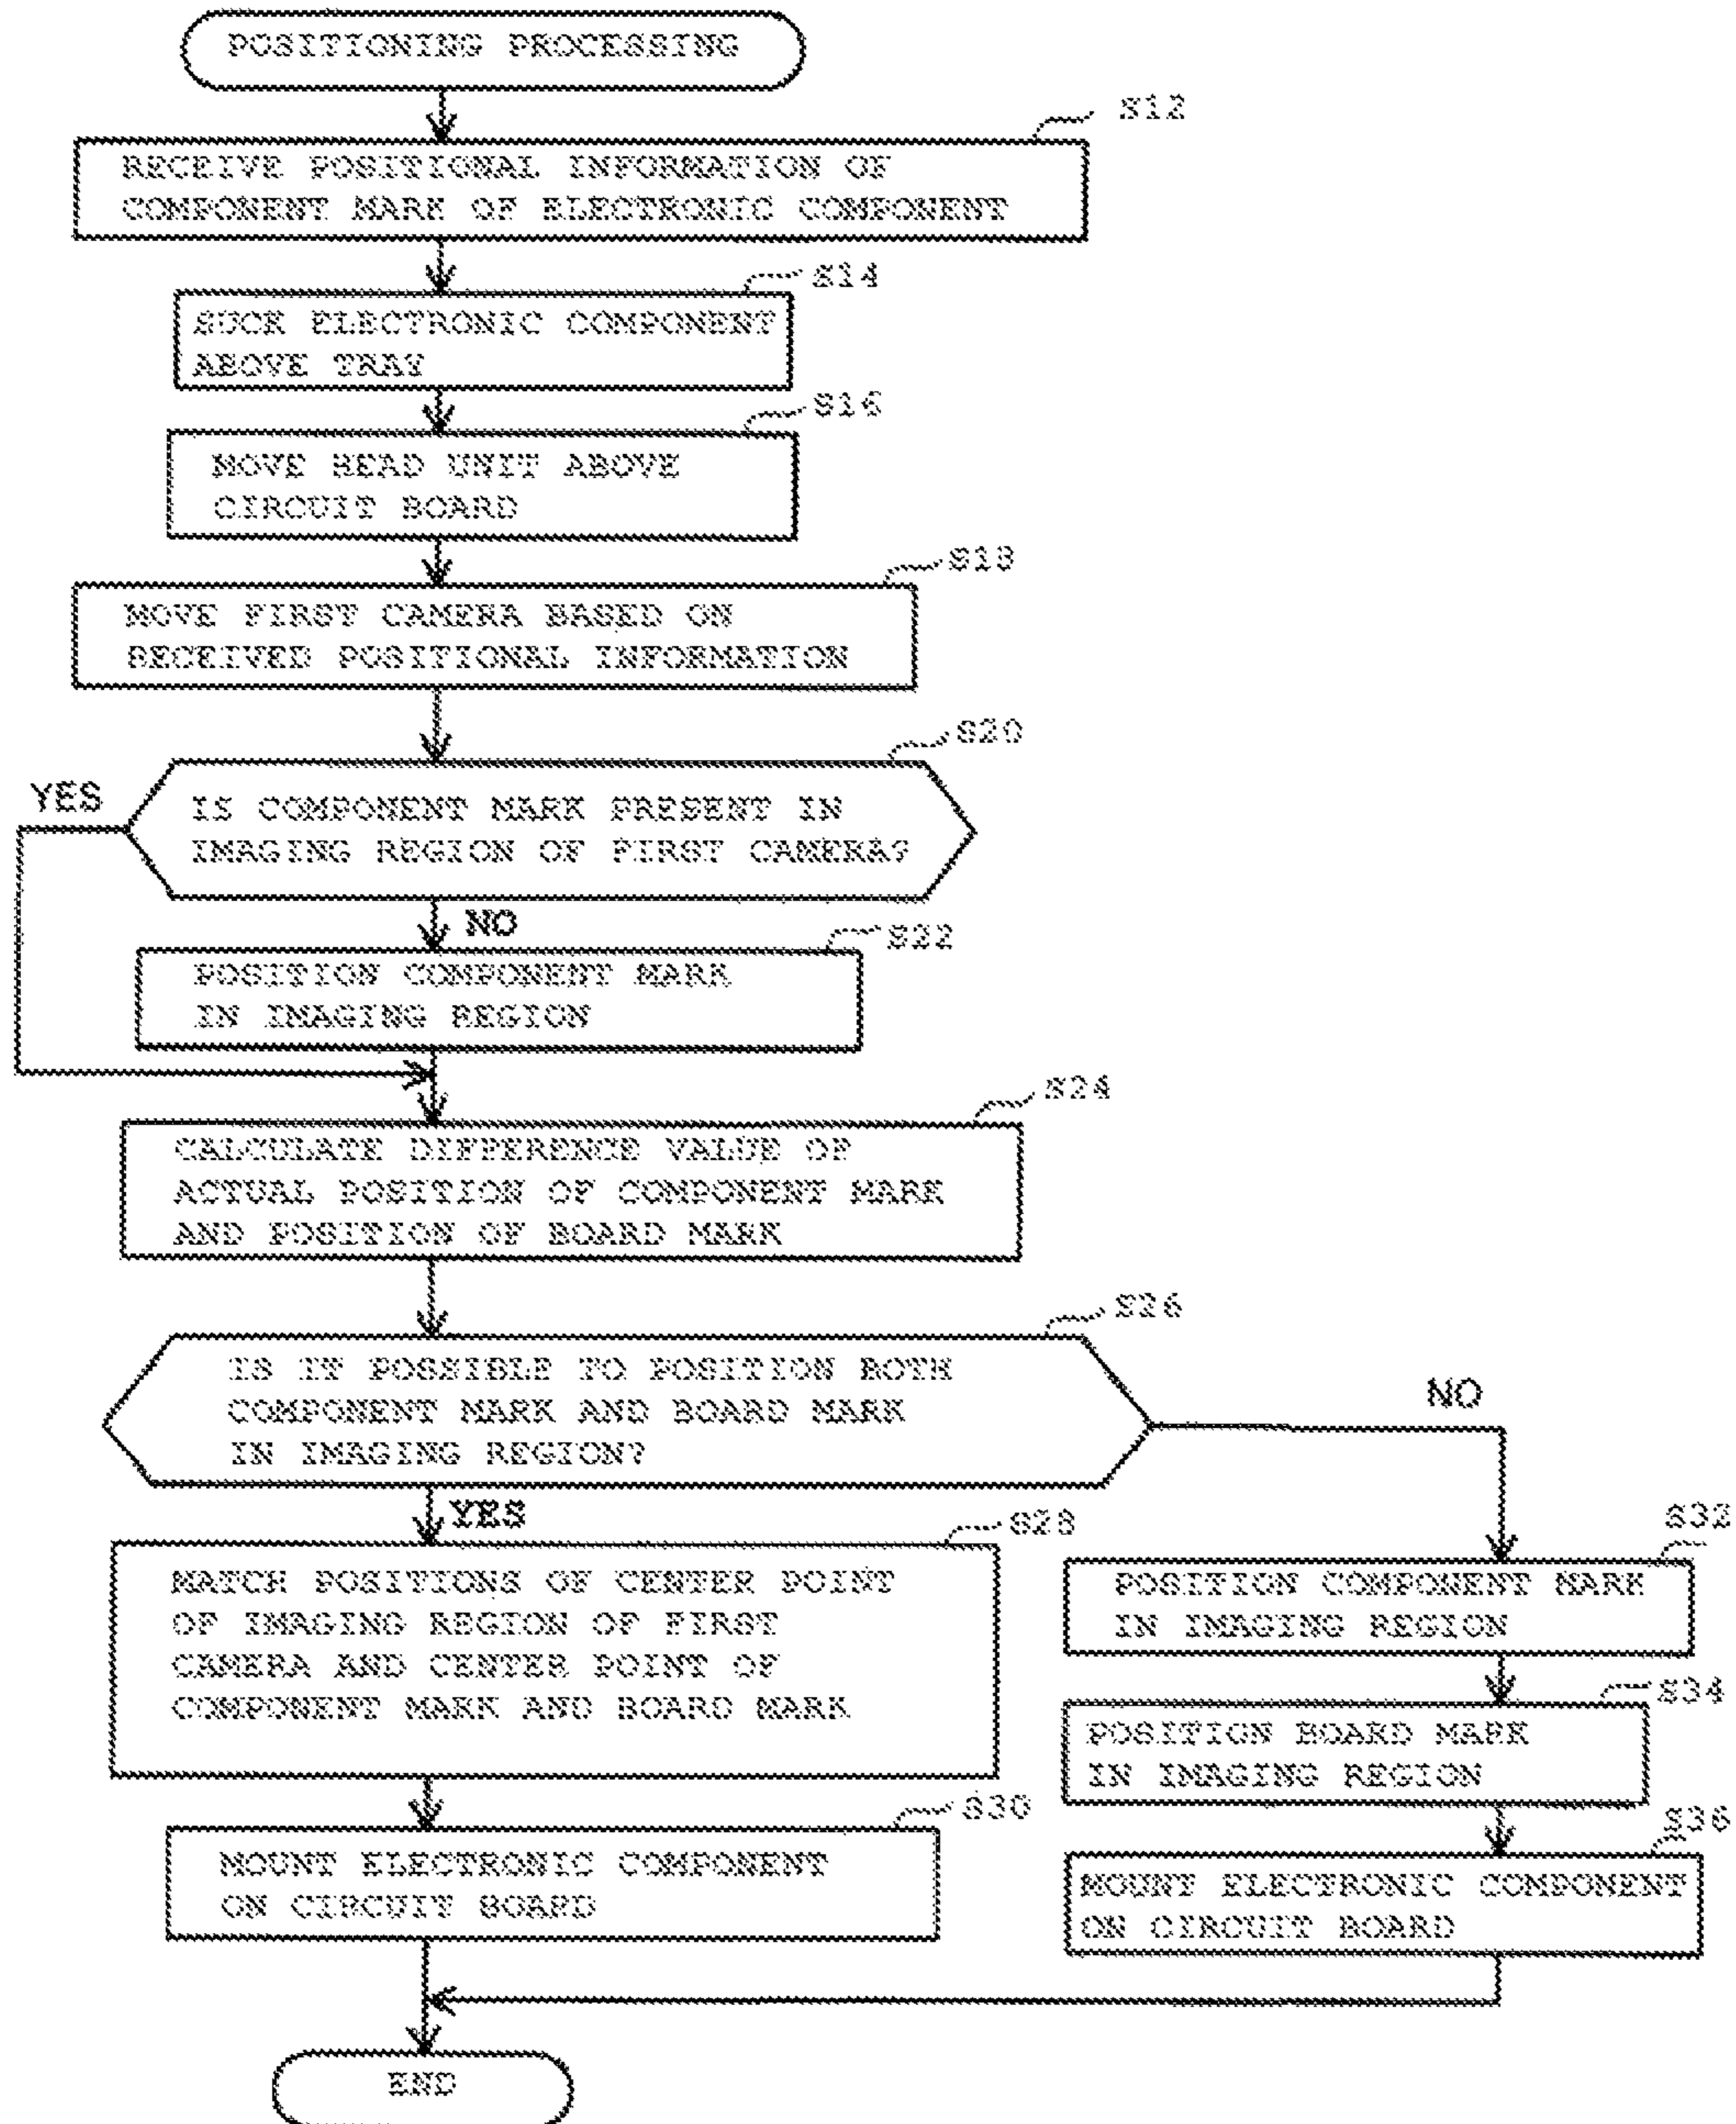 POSITIONING PROCESSING
S12
RECEIVE POSITIONAL INFORMATION OF
COMPONENT MARK OF ELECTRONIC COMPONENT
S14
SUCK ELECTRONIC COMPONENT
ABOVE TRAY
S16
MOVE HEAD UNIT ABOVE
CIRCUIT BOARD
S18
MOVE FIRST CAMERA BASED ON
RECEIVED POSITIONAL INFORMATION
S20
YES
IS COMPONENT MARK PRESENT IN
IMAGING REGION OF FIRST CAMERA?
NO
S22
POSITION COMPONENT MARK
IN IMAGING REGION
S24
CALCULATE DIFFERENCE VALUE OF
ACTUAL POSITION OF COMPONENT MARK
AND POSITION OF BOARD MARK
S26
IS IT POSSIBLE TO POSITION BOTH
COMPONENT MARK AND BOARD MARK
IN IMAGING REGION?
NO
YES
S28
MATCH POSITIONS OF CENTER POINT
OF IMAGING REGION OF FIRST
CAMERA AND CENTER POINT OF
COMPONENT MARK AND BOARD MARK
S32
POSITION COMPONENT MARK
IN IMAGING REGION
S34
POSITION BOARD MARK
IN IMAGING REGION
S30
MOUNT ELECTRONIC COMPONENT
ON CIRCUIT BOARD
S36
MOUNT ELECTRONIC COMPONENT
ON CIRCUIT BOARD
END